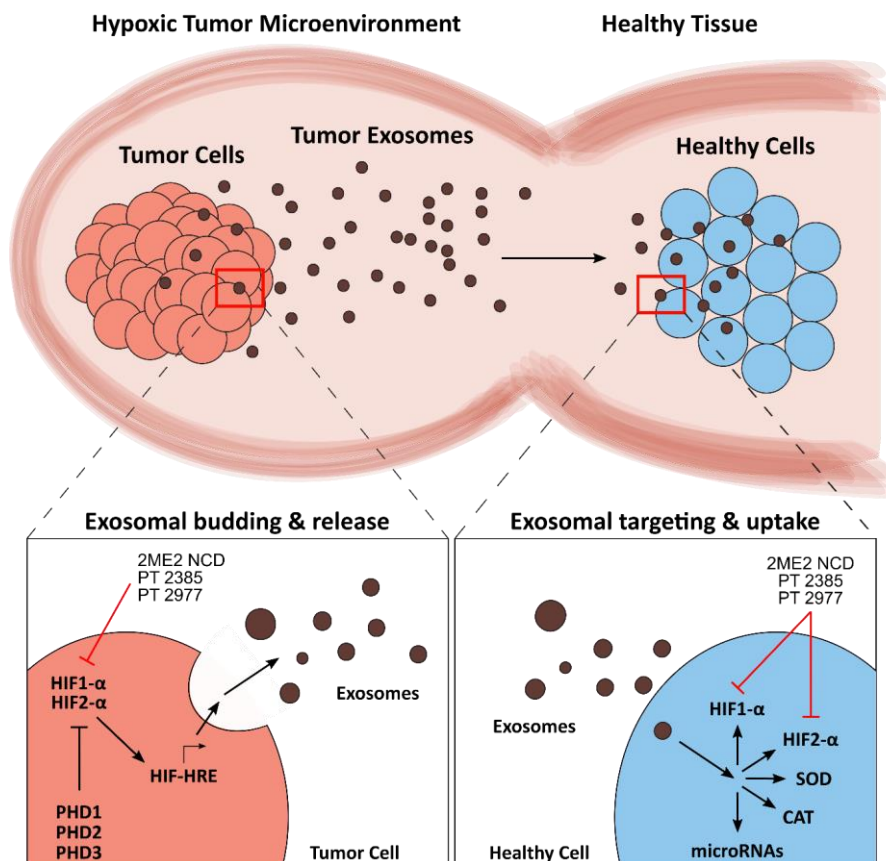 Hypoxic Tumor Microenvironment
Healthy Tissue
Tumor Exosomes
Tumor Cells
Healthy Cells
Exosomal budding & release
2ME2 NCD
PT 2385
PT 2977
HIF1-α
HIF2-α
HIF-HRE
PHD1
PHD2
PHD3
Exosomes
Tumor Cell
Exosomal targeting & uptake
2ME2 NCD
PT 2385
PT 2977
Exosomes
HIF1-α
HIF2-α
SOD
CAT
microRNAs
Healthy Cell